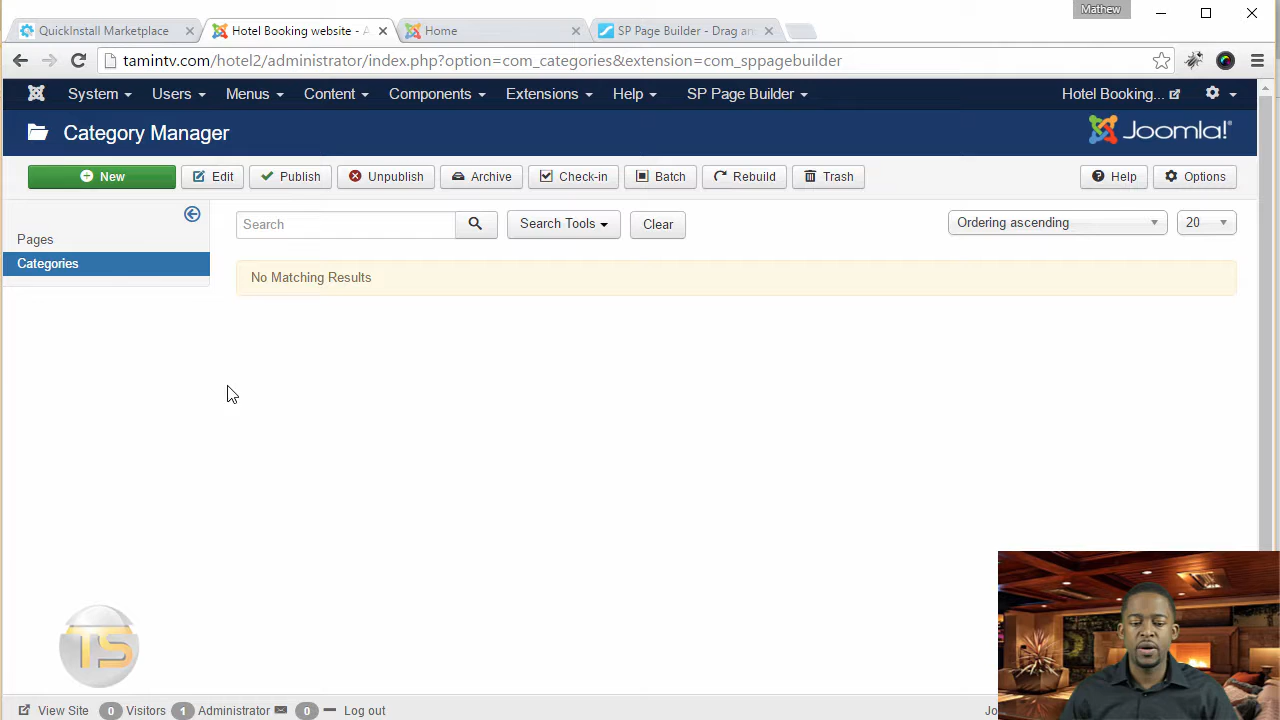 Mathew
QuickInstall Marketplace
Hotel Booking website - A
Home
SP Page Builder - Drag an
tamintv.com/hotel2/administrator/index.php?option=com_categories&extension=com_sppagebuilder
System Users Menus Content Components Extensions Help SP Page Builder Hotel Booking...
Category Manager
Joomla!
New Edit Publish Unpublish Archive Check-in Batch Rebuild Trash Help Options
Search Search Tools Clear Ordering ascending 20
Pages
Categories
No Matching Results
TS
View Site 0 Visitors 1 Administrator 0 Log out Jo